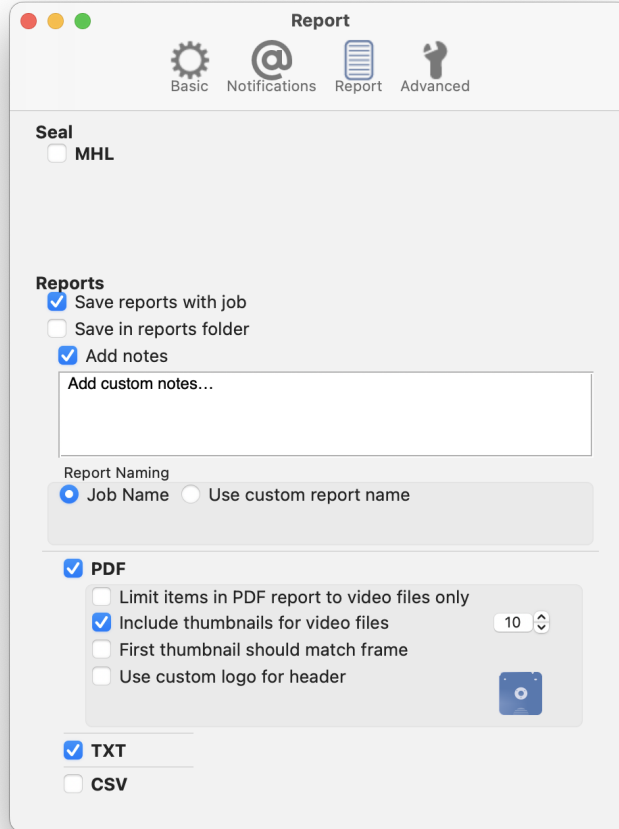 Report
Basic Notifications Report Advanced
Seal
MHL
Reports
Save reports with job
Save in reports folder
Add notes
Add custom notes...
Report Naming
Job Name Use custom report name
PDF
Limit items in PDF report to video files only
Include thumbnails for video files 10
First thumbnail should match frame
Use custom logo for header
TXT
CSV